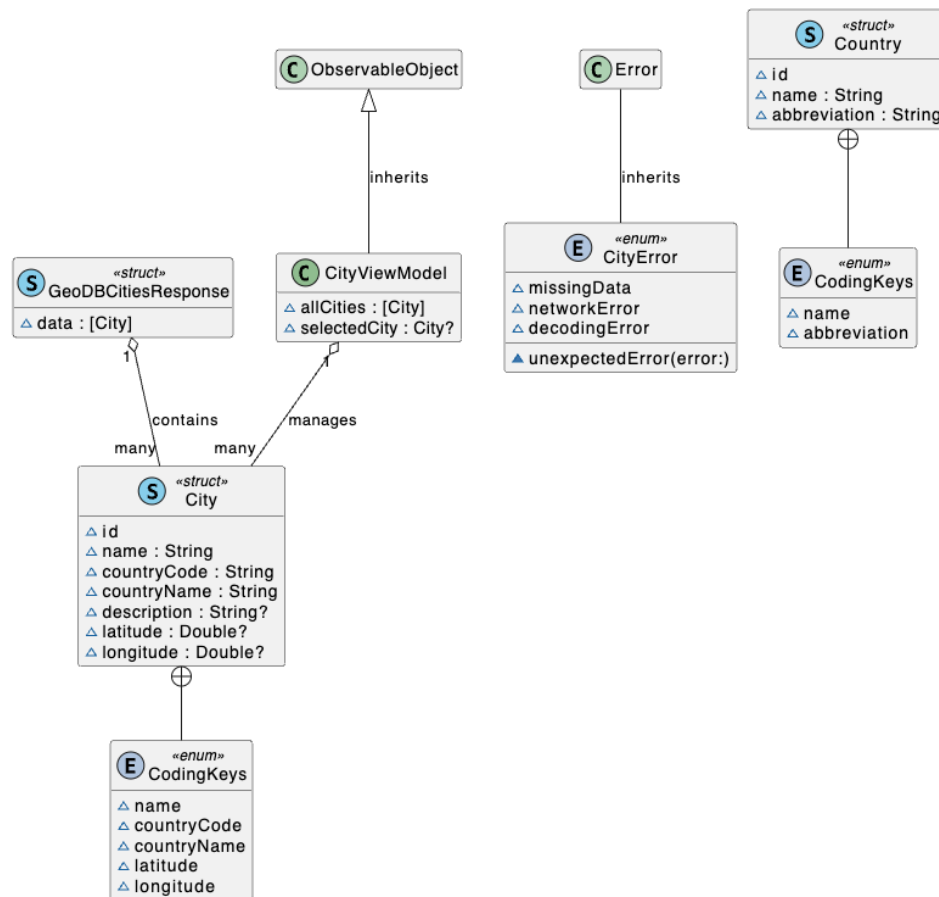 C ObservableObject
inherits
C CityViewModel
allCities : [City]
selectedCity : City?
1
manages
many
S «struct»
GeoDBCitiesResponse
data : [City]
1
contains
many
S «struct»
City
id
name : String
countryCode : String
countryName : String
description : String?
latitude : Double?
longitude : Double?
E «enum»
CodingKeys
name
countryCode
countryName
latitude
longitude
C Error
inherits
E «enum»
CityError
missingData
networkError
decodingError
unexpectedError(error:)
S «struct»
Country
id
name : String
abbreviation : String
E «enum»
CodingKeys
name
abbreviation